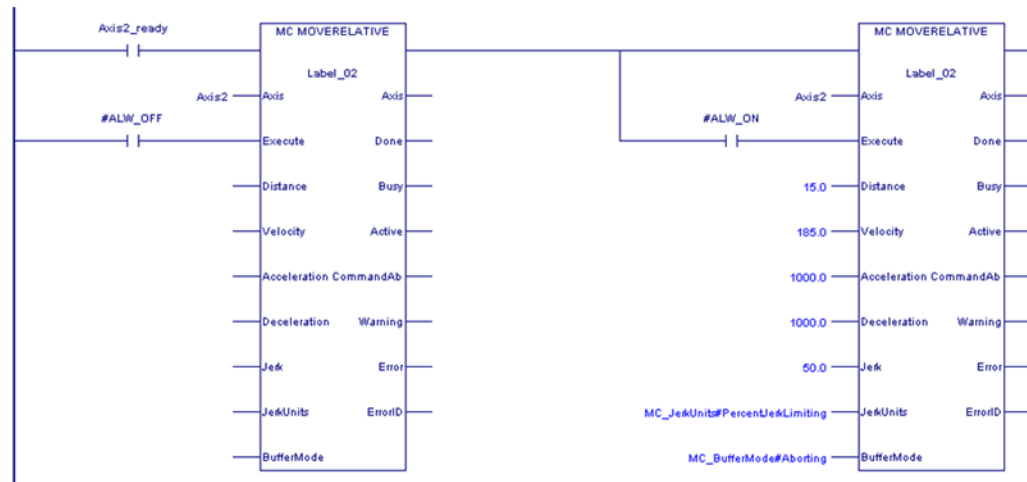 Axis2_ready
MC MOVERELATIVE
Label_02
Axis2
Axis
Axis
#ALW_OFF
Execute
Done
Distance
Busy
Velocity
Active
Acceleration
CommandAb
Deceleration
Warning
Jerk
Error
JerkUnits
ErrorID
BufferMode
MC MOVERELATIVE
Label_02
Axis2
Axis
Axis
#ALW_ON
Execute
Done
15.0
Distance
Busy
185.0
Velocity
Active
1000.0
Acceleration
CommandAb
1000.0
Deceleration
Warning
50.0
Jerk
Error
MC_JerkUnits#PercentJerkLimiting
JerkUnits
ErrorID
MC_BufferMode#Aborting
BufferMode